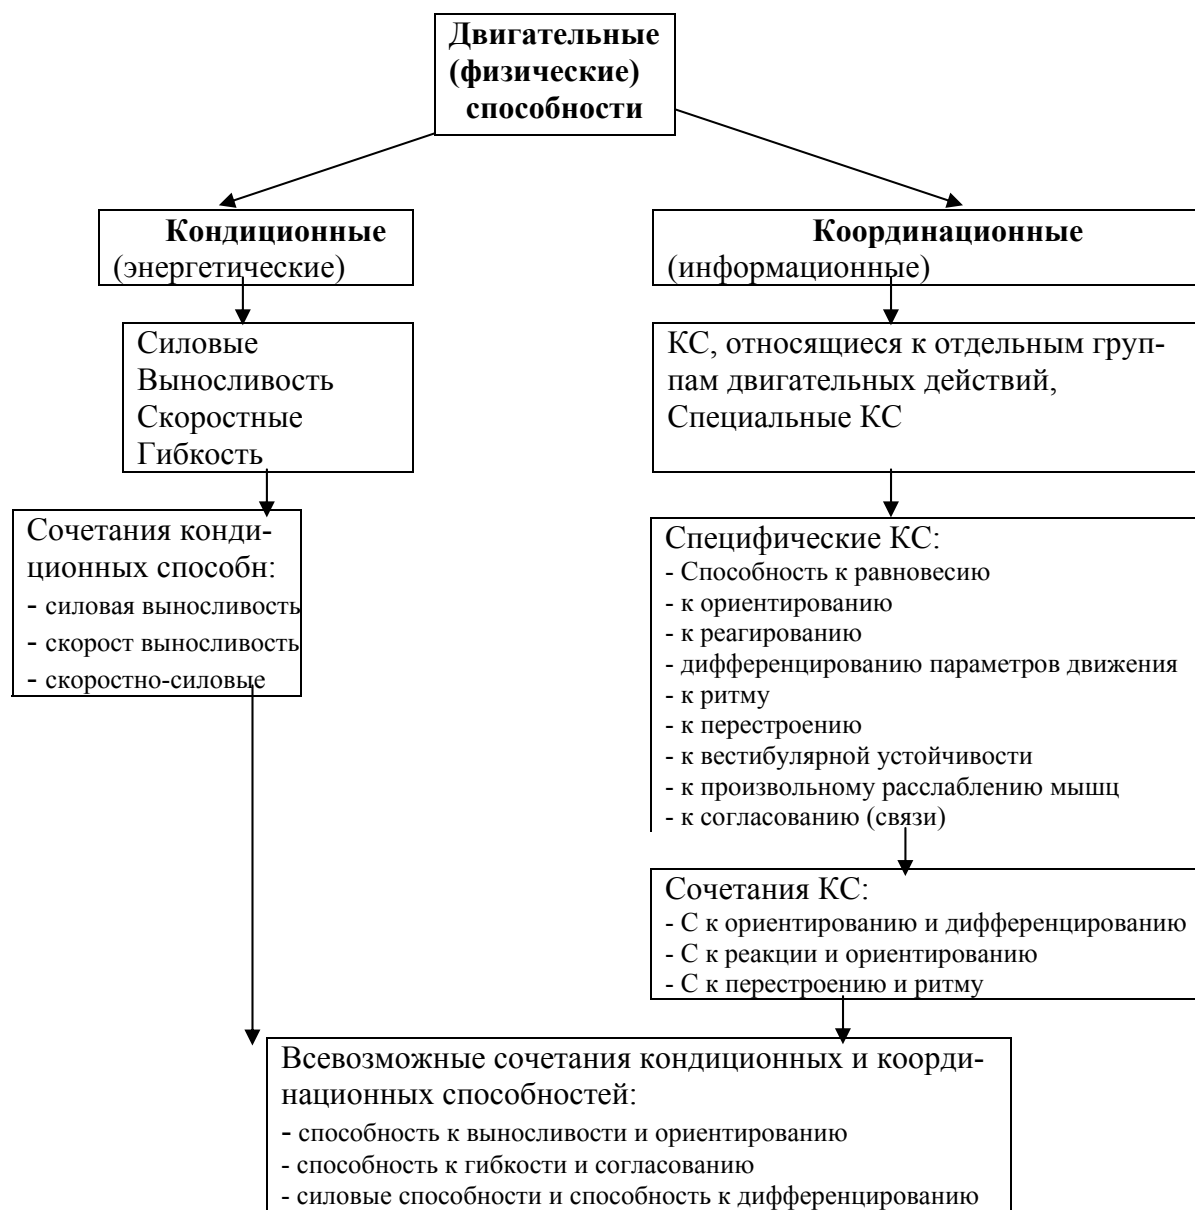 Двигательные
(физические)
способности
Кондиционные
(энергетические)
Координационные
(информационные)
Силовые
Выносливость
Скоростные
Гибкость
КС, относящиеся к отдельным груп-
пам двигательных действий,
Специальные КС
Сочетания конди-
ционных способн:
- силовая выносливость
- скорост выносливость
- скоростно-силовые
Специфические КС:
- Способность к равновесию
- к ориентированию
- к реагированию
- дифференцированию параметров движения
- к ритму
- к перестроению
- к вестибулярной устойчивости
- к произвольному расслаблению мышц
- к согласованию (связи)
Сочетания КС:
- С к ориентированию и дифференцированию
- С к реакции и ориентированию
- С к перестроению и ритму
Всевозможные сочетания кондиционных и коорди-
национных способностей:
- способность к выносливости и ориентированию
- способность к гибкости и согласованию
- силовые способности и способность к дифференцированию